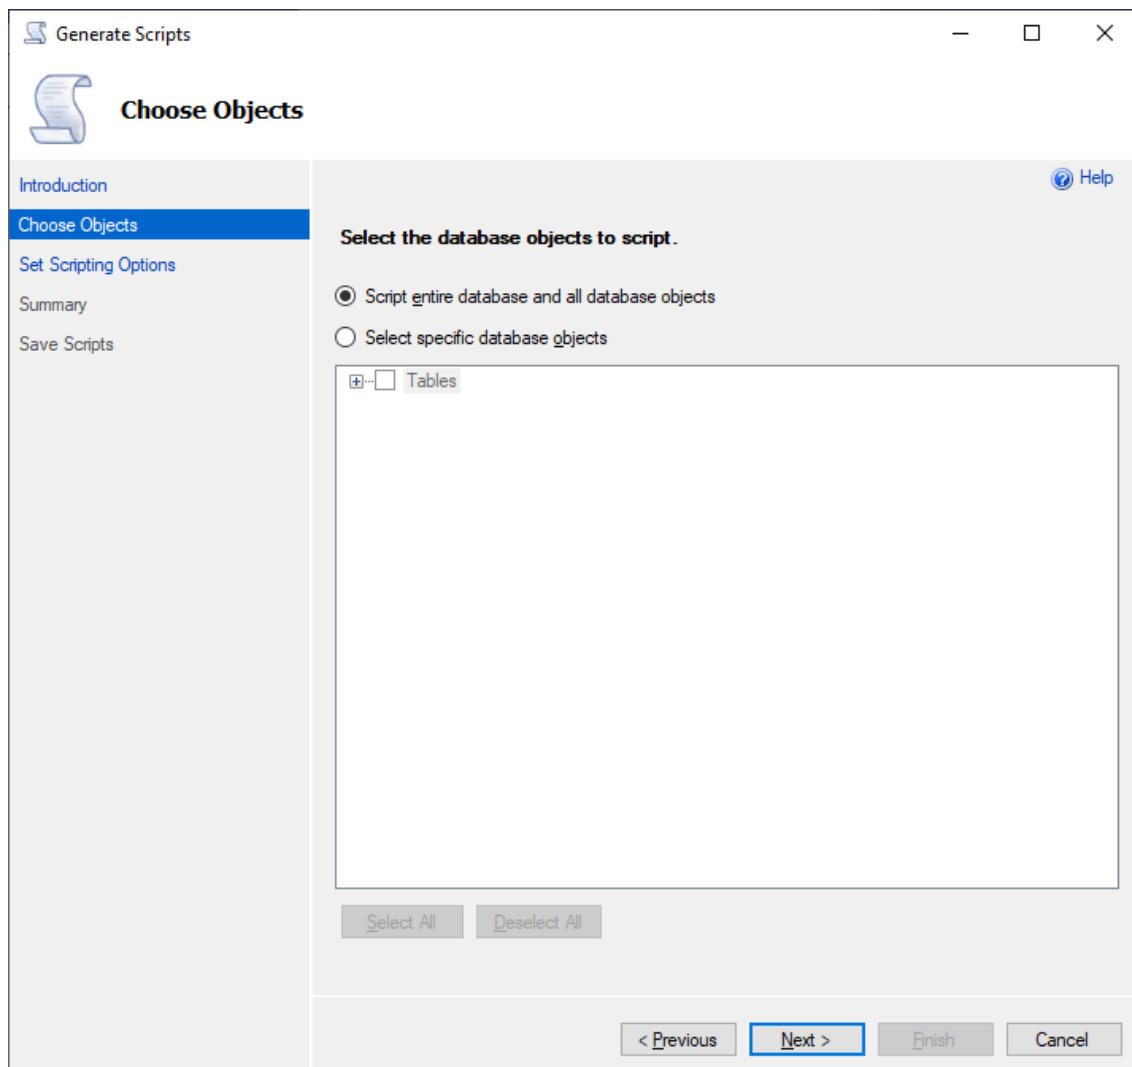 Generate Scripts
Choose Objects
Help
Introduction
Choose Objects
Set Scripting Options
Summary
Save Scripts
Select the database objects to script.
Script entire database and all database objects
Select specific database objects
Tables
Select All
Deselect All
< Previous
Next >
Finish
Cancel